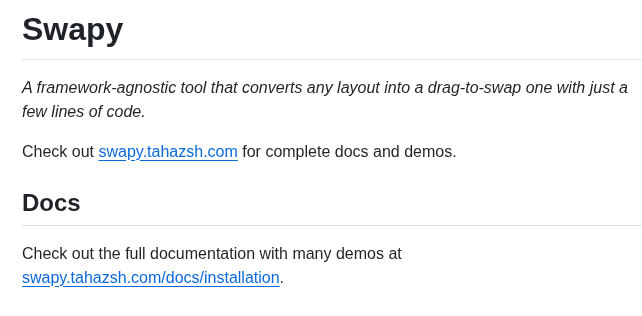 Swapy
A framework-agnostic tool that converts any layout into a drag-to-swap one with just a
few lines of code.
Check out swapy.tahazsh.com for complete docs and demos.
Docs
Check out the full documentation with many demos at
swapy.tahazsh.com/docs/installation.